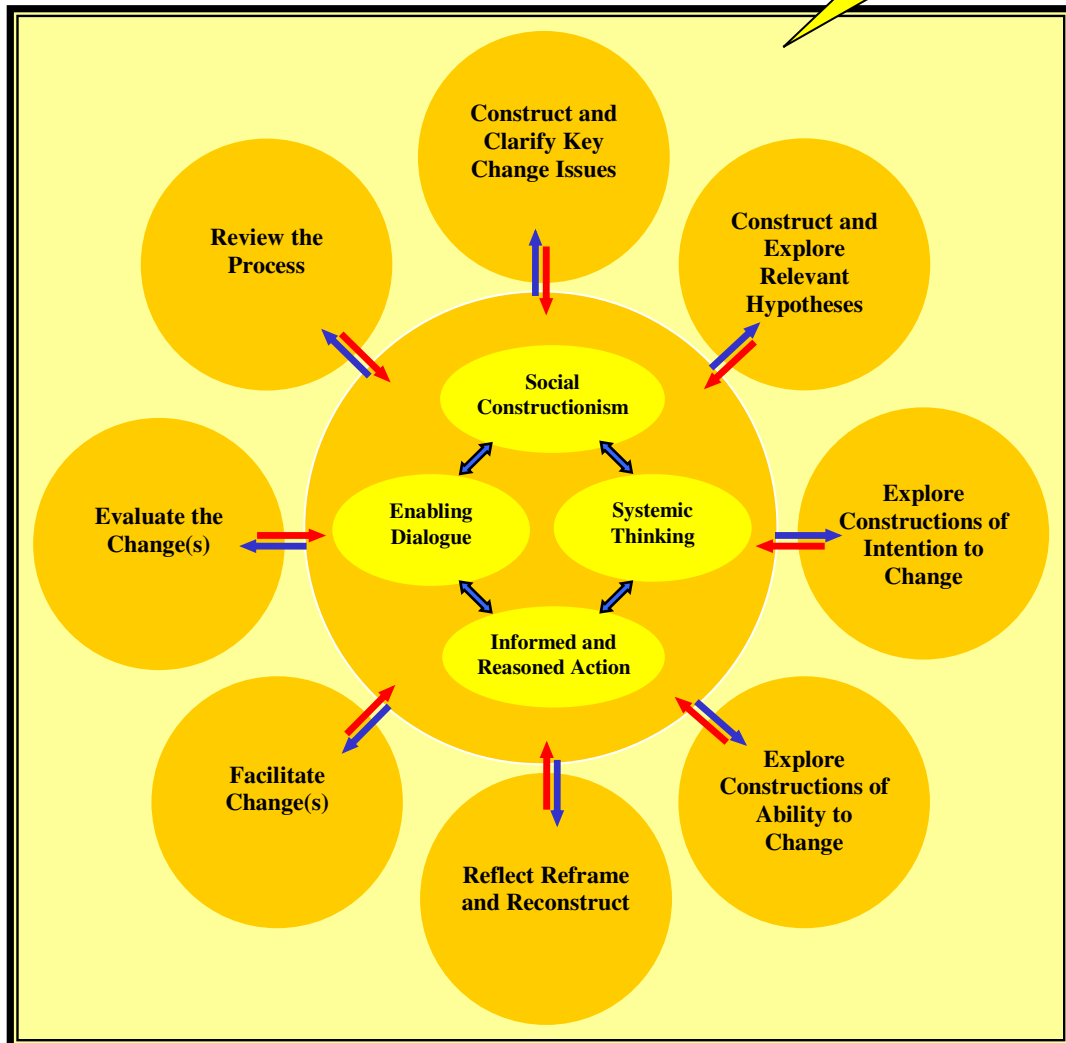 Construct and
Clarify Key
Change Issues
Construct and
Explore
Relevant
Hypotheses
Explore
Constructions of
Intention to
Change
Explore
Constructions of
Ability to
Change
Reflect Reframe
and Reconstruct
Facilitate
Change(s)
Evaluate the
Change(s)
Review the
Process
Social
Constructionism
Systemic
Thinking
Informed and
Reasoned Action
Enabling
Dialogue